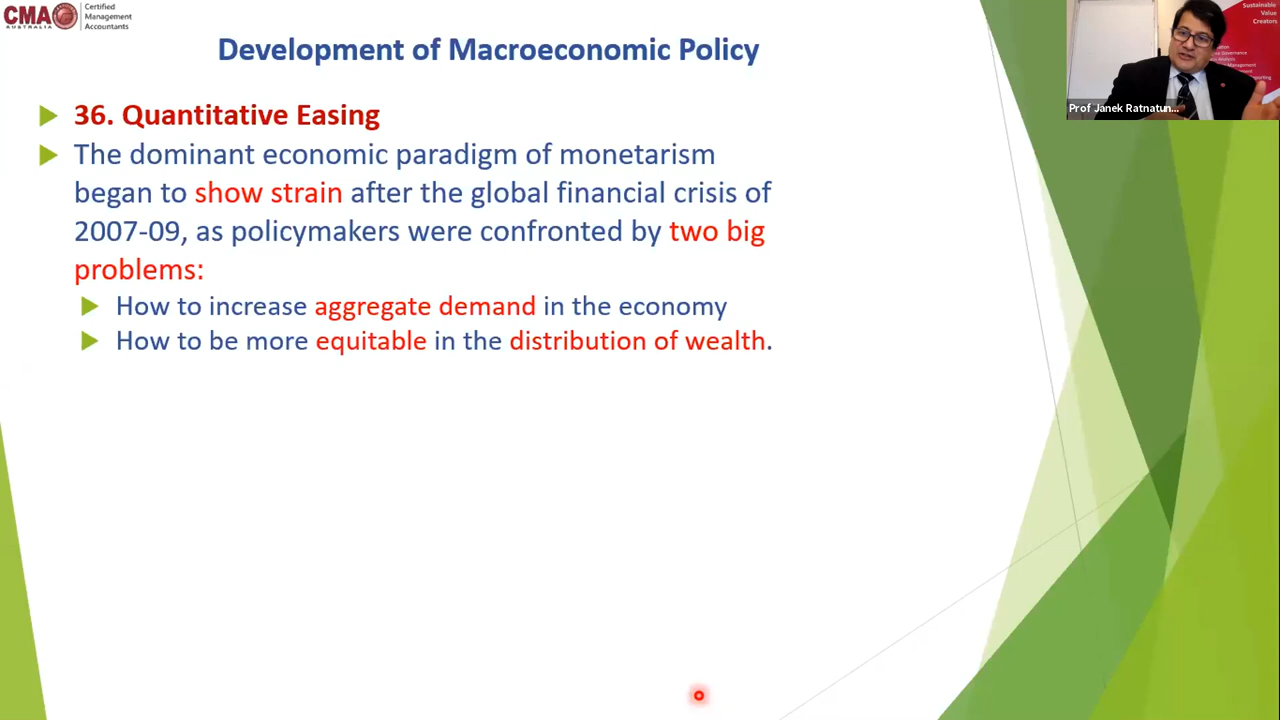 CMA
AUSTRALIA
Certified
Management
Accountants
Development of Macroeconomic Policy
36. Quantitative Easing
The dominant economic paradigm of monetarism
began to show strain after the global financial crisis of
2007-09, as policymakers were confronted by two big
problems:
How to increase aggregate demand in the economy
How to be more equitable in the distribution of wealth.
Sustainable
Value
Creators
Prof Janek Ratnatun...